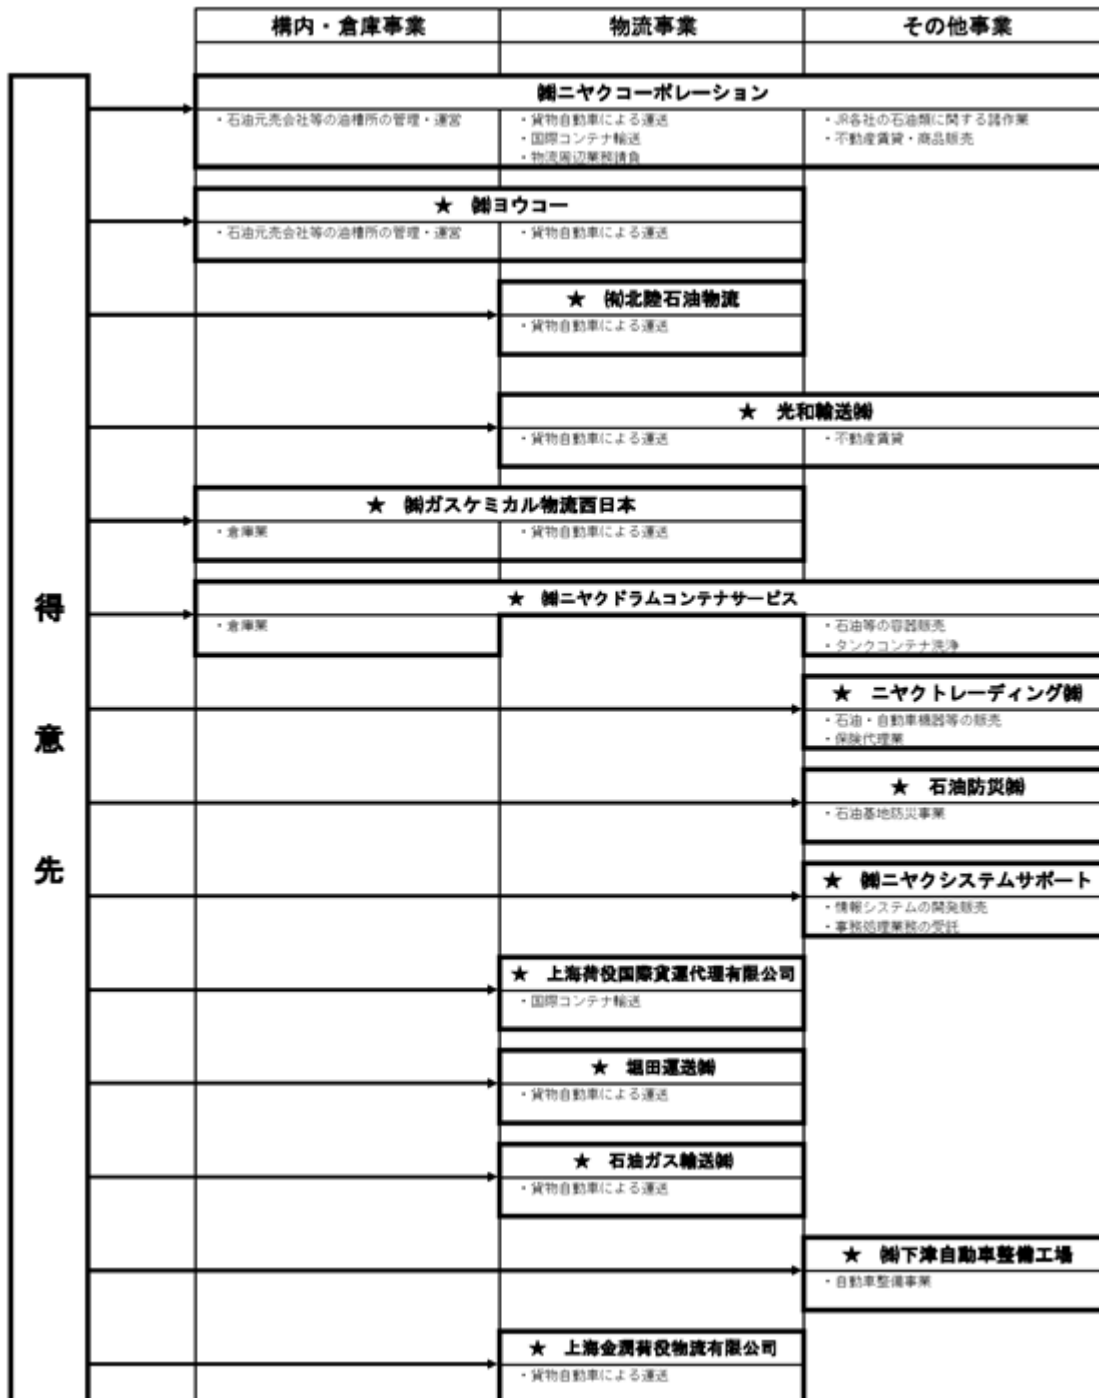 構内・倉庫事業 物流事業 その他事業
㈱ニヤクコーポレーション
・石油元売会社等の油槽所の管理・運営 ・貨物自動車による運送 ・JR各社の石油類に関する諸作業
・国際コンテナ輸送 ・不動産賃貸・商品販売
・物流周辺業務請負
★ ㈱ヨウコー
・石油元売会社等の油槽所の管理・運営 ・貨物自動車による運送
★ ㈲北陸石油物流
・貨物自動車による運送
★ 光和輸送㈱
・貨物自動車による運送 ・不動産賃貸
★ ㈱ガスケミカル物流西日本
・倉庫業 ・貨物自動車による運送
★ ㈱ニヤクドラムコンテナサービス
・倉庫業 ・石油等の容器販売
・タンクコンテナ洗浄
★ ニヤクトレーディング㈱
・石油・自動車機器等の販売
・保険代理業
★ 石油防災㈱
・石油基地防災事業
★ ㈱ニヤクシステムサポート
・情報システムの開発販売
・事務処理業務の受託
★ 上海荷役国際貨運代理有限公司
・国際コンテナ輸送
★ 堀田運送㈱
・貨物自動車による運送
★ 石油ガス輸送㈱
・貨物自動車による運送
★ ㈱下津自動車整備工場
・自動車整備事業
★ 上海金潤荷役物流有限公司
・貨物自動車による運送
得意先